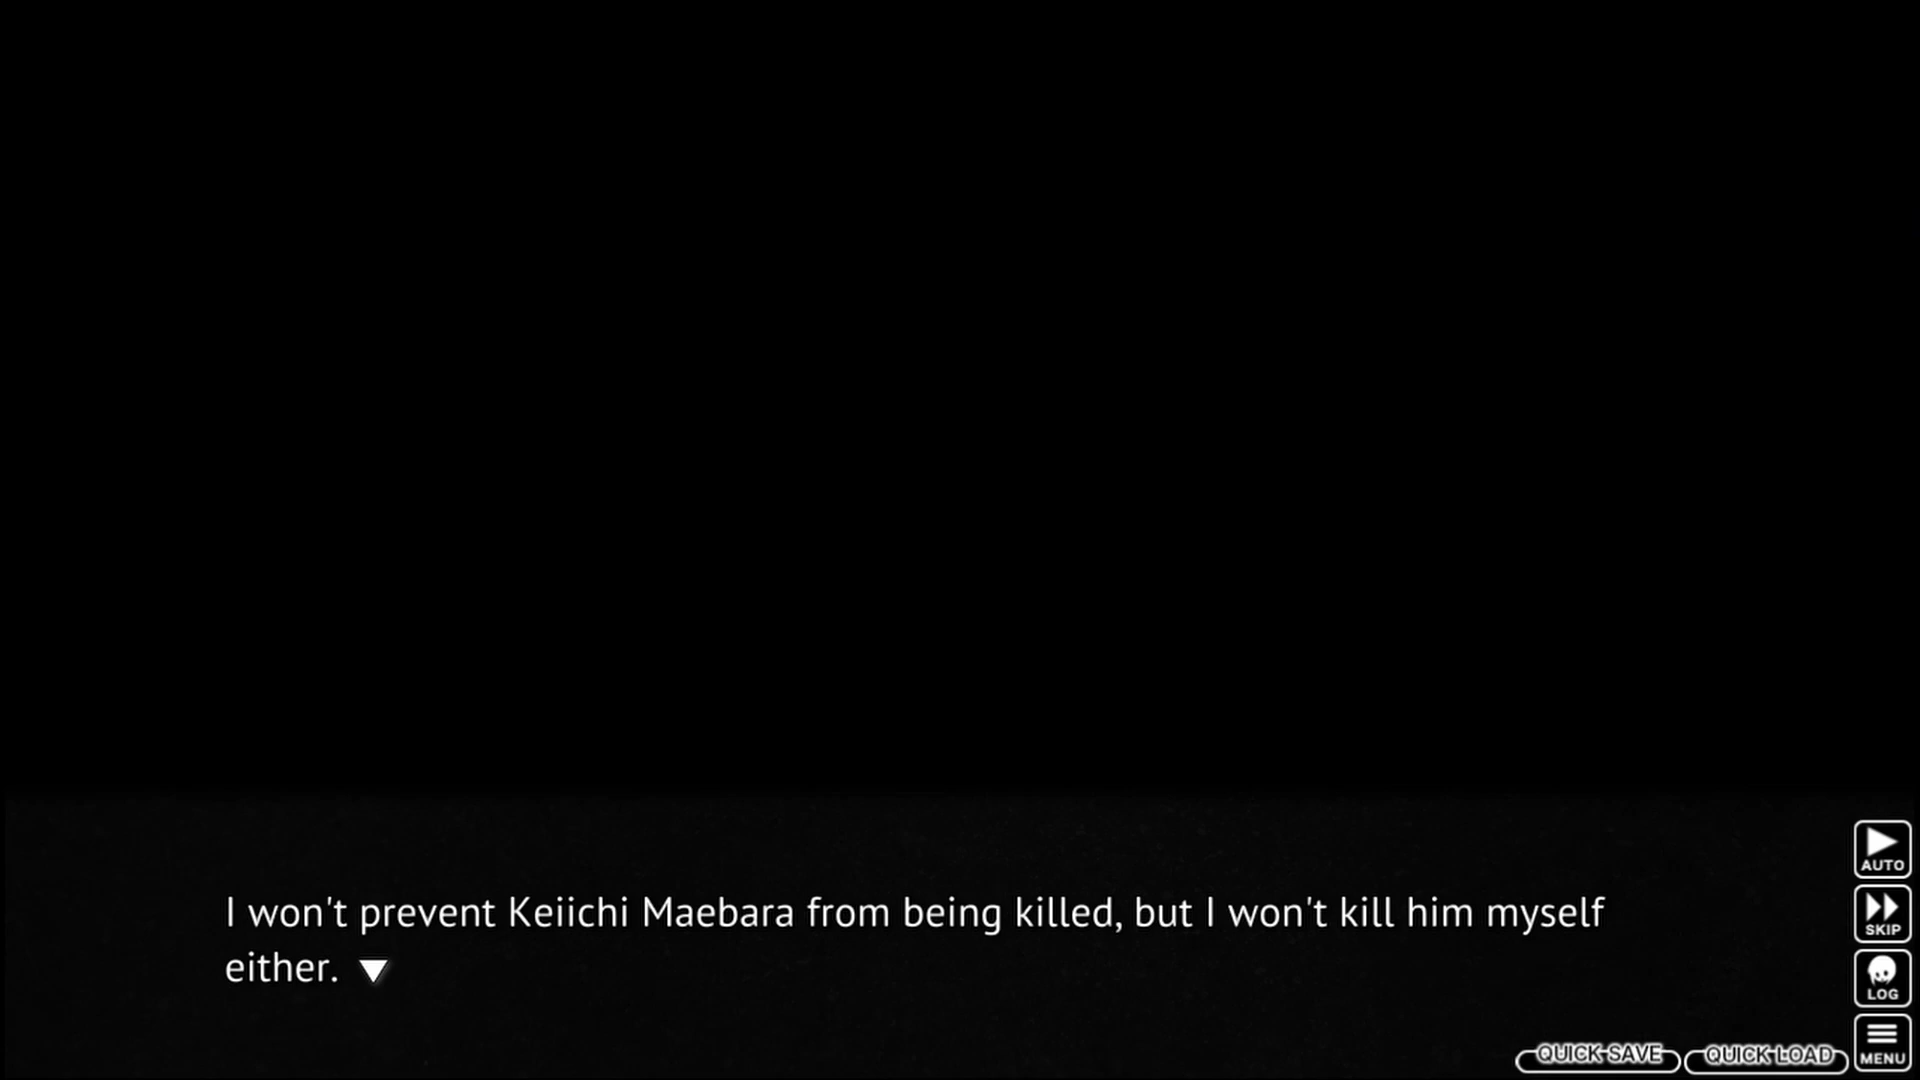 I won't prevent Keiichi Maebara from being killed, but I won't kill him myself
either.
AUTO
SKIP
LOG
MENU
QUICK SAVE
QUICK LOAD